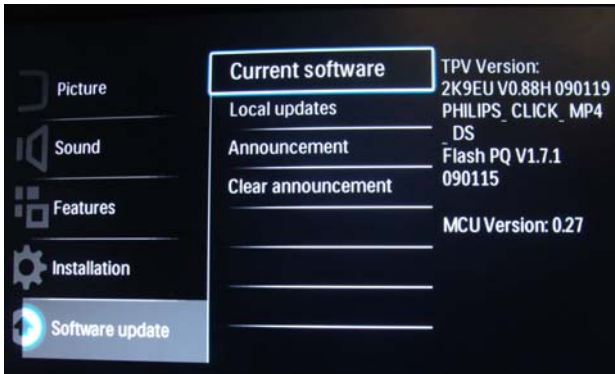 Picture
Sound
Features
Installation
Software update
Current software
Local updates
Announcement
Clear announcement
TPV Version:
2K9EU V0.88H 090119
PHILIPS_CLICK_MP4
_DS
Flash PQ V1.7.1
090115
MCU Version: 0.27